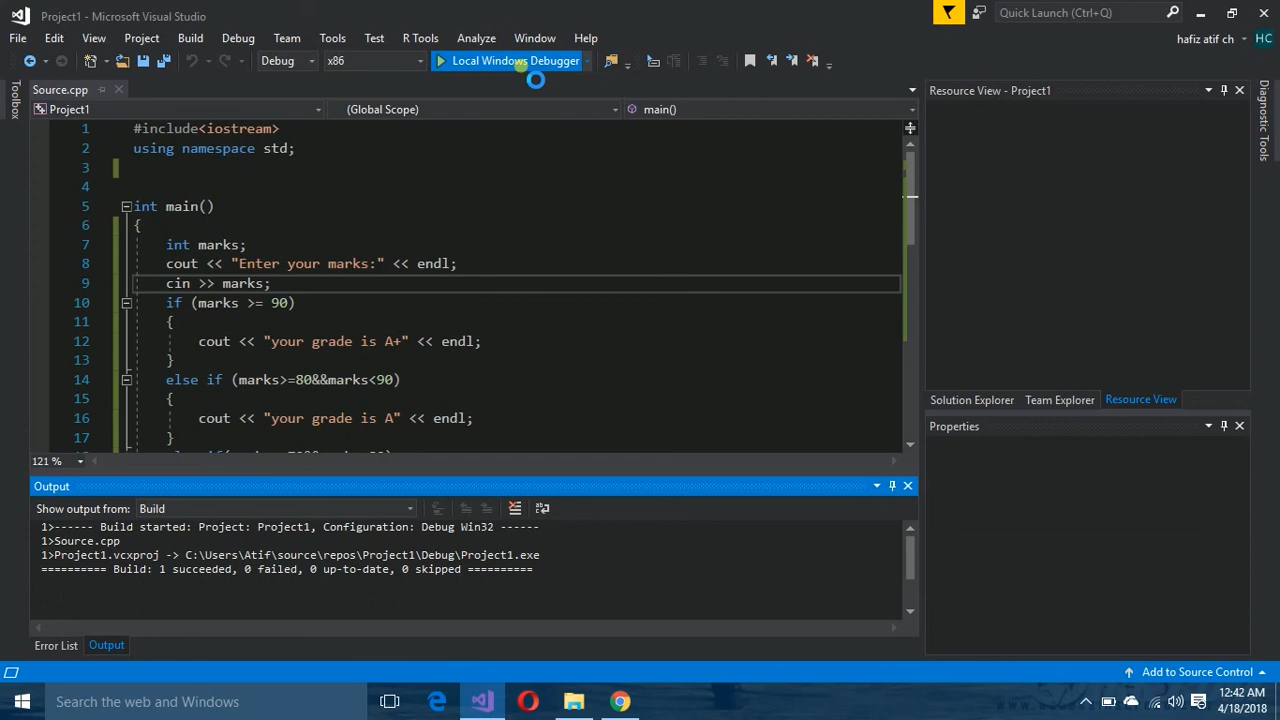 Project1 - Microsoft Visual Studio
Quick Launch (Ctrl+Q)
File Edit View Project Build Debug Team Tools Test R Tools Analyze Window Help
hafiz atif ch HC
Debug x86 Local Windows Debugger
Toolbox
Source.cpp
Project1 (Global Scope) main()
1 #include<iostream>
2 using namespace std;
3
4
5 int main()
6 {
7 int marks;
8 cout << "Enter your marks:" << endl;
9 cin >> marks;
10 if (marks >= 90)
11 {
12 cout << "your grade is A+" << endl;
13 }
14 else if (marks>=80&&marks<90)
15 {
16 cout << "your grade is A" << endl;
17 }
121 %
Resource View - Project1
Diagnostic Tools
Solution Explorer Team Explorer Resource View
Properties
Output
Show output from: Build
1>------ Build started: Project: Project1, Configuration: Debug Win32 ------
1>Source.cpp
1>Project1.vcxproj -> C:\Users\Atif\source\repos\Project1\Debug\Project1.exe
========== Build: 1 succeeded, 0 failed, 0 up-to-date, 0 skipped ==========
Error List Output
Add to Source Control
Search the web and Windows
12:42 AM
4/18/2018